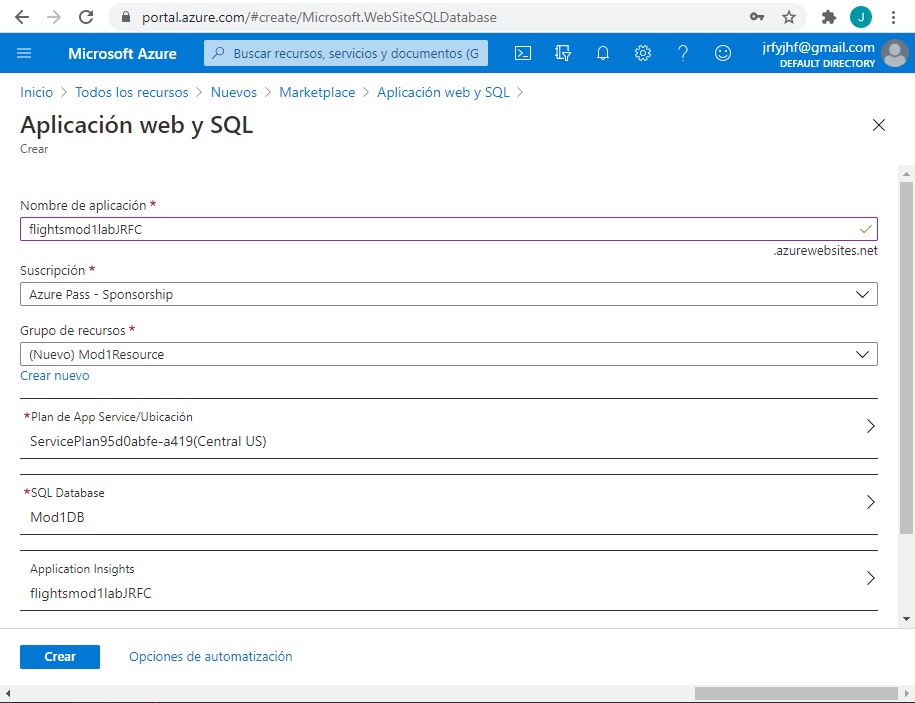 portal.azure.com/#create/Microsoft.WebSiteSQLDatabase
J
Microsoft Azure
Buscar recursos, servicios y documentos (G
jrfyjhf@gmail.com
DEFAULT DIRECTORY
Inicio > Todos los recursos > Nuevos > Marketplace > Aplicación web y SQL >
Aplicación web y SQL
Crear
Nombre de aplicación *
flightsmod1labJRFC
.azurewebsites.net
Suscripción *
Azure Pass - Sponsorship
Grupo de recursos *
(Nuevo) Mod1Resource
Crear nuevo
*Plan de App Service/Ubicación
ServicePlan95d0abfe-a419(Central US)
*SQL Database
Mod1DB
Application Insights
flightsmod1labJRFC
Crear
Opciones de automatización